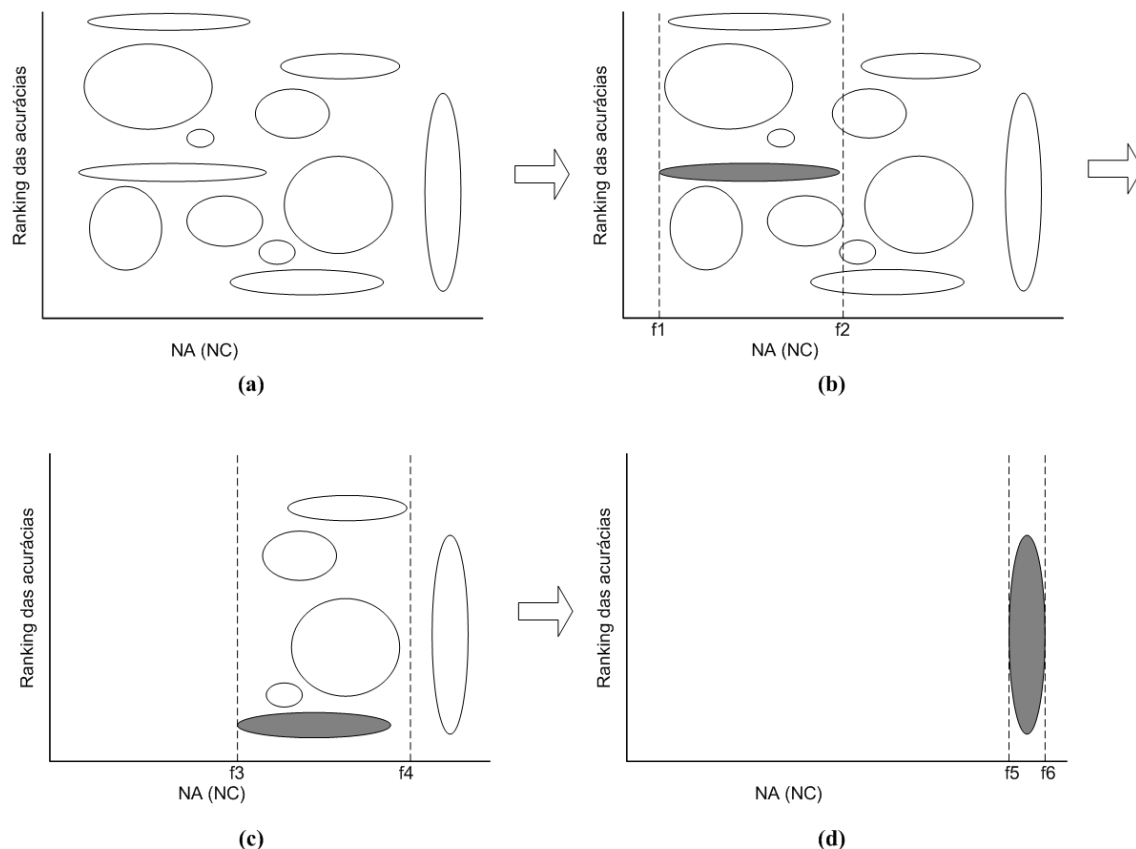 Ranking das acurácias
NA (NC)
(a)
Ranking das acurácias
f1
f2
NA (NC)
(b)
Ranking das acurácias
f3
f4
NA (NC)
(c)
Ranking das acurácias
f5
f6
NA (NC)
(d)